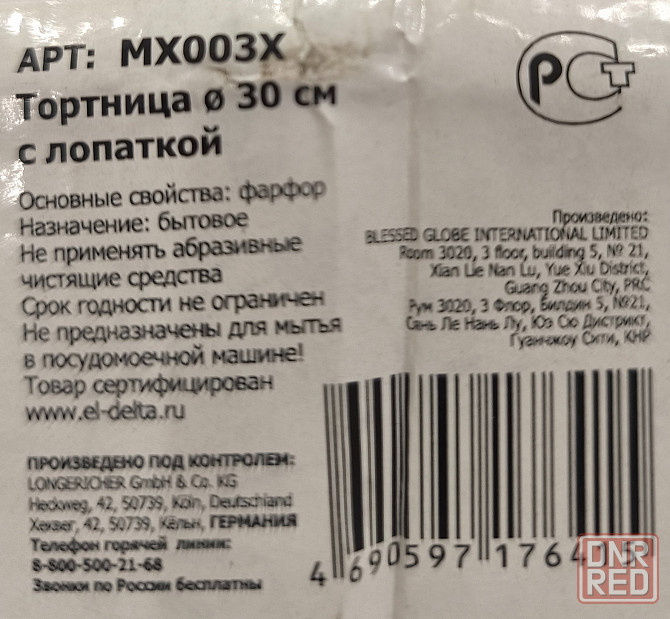 АРТ: MX003X
Тортница ø 30 см
с лопаткой
РСТ
Основные свойства: фарфор
Назначение: бытовое
Не применять абразивные
чистящие средства
Срок годности не ограничен
Не предназначены для мытья
в посудомоечной машине!
Товар сертифицирован
www.el-delta.ru
Произведено:
BLESSED GLOBE INTERNATIONAL LIMITED
Room 3020, 3 floor, building 5, № 21,
Xian Lie Nan Lu, Yue Xiu District,
Guang Zhou City, PRC
Рум 3020, 3 Флор, Билдин 5, №21,
Сянь Ле Нань Лу, Юэ Сю Дистрикт,
Гуанчжоу Сити, КНР
ПРОИЗВЕДЕНО ПОД КОНТРОЛЕМ:
LONGERICHER GmbH & Co. KG
Heckweg, 42, 50739, Köln, Deutschland
Хеквег, 42, 50739, Кёльн, ГЕРМАНИЯ
Телефон горячей линии:
8-800-500-21-68
Звонки по России бесплатны
4 690597 176415
DNR
RED